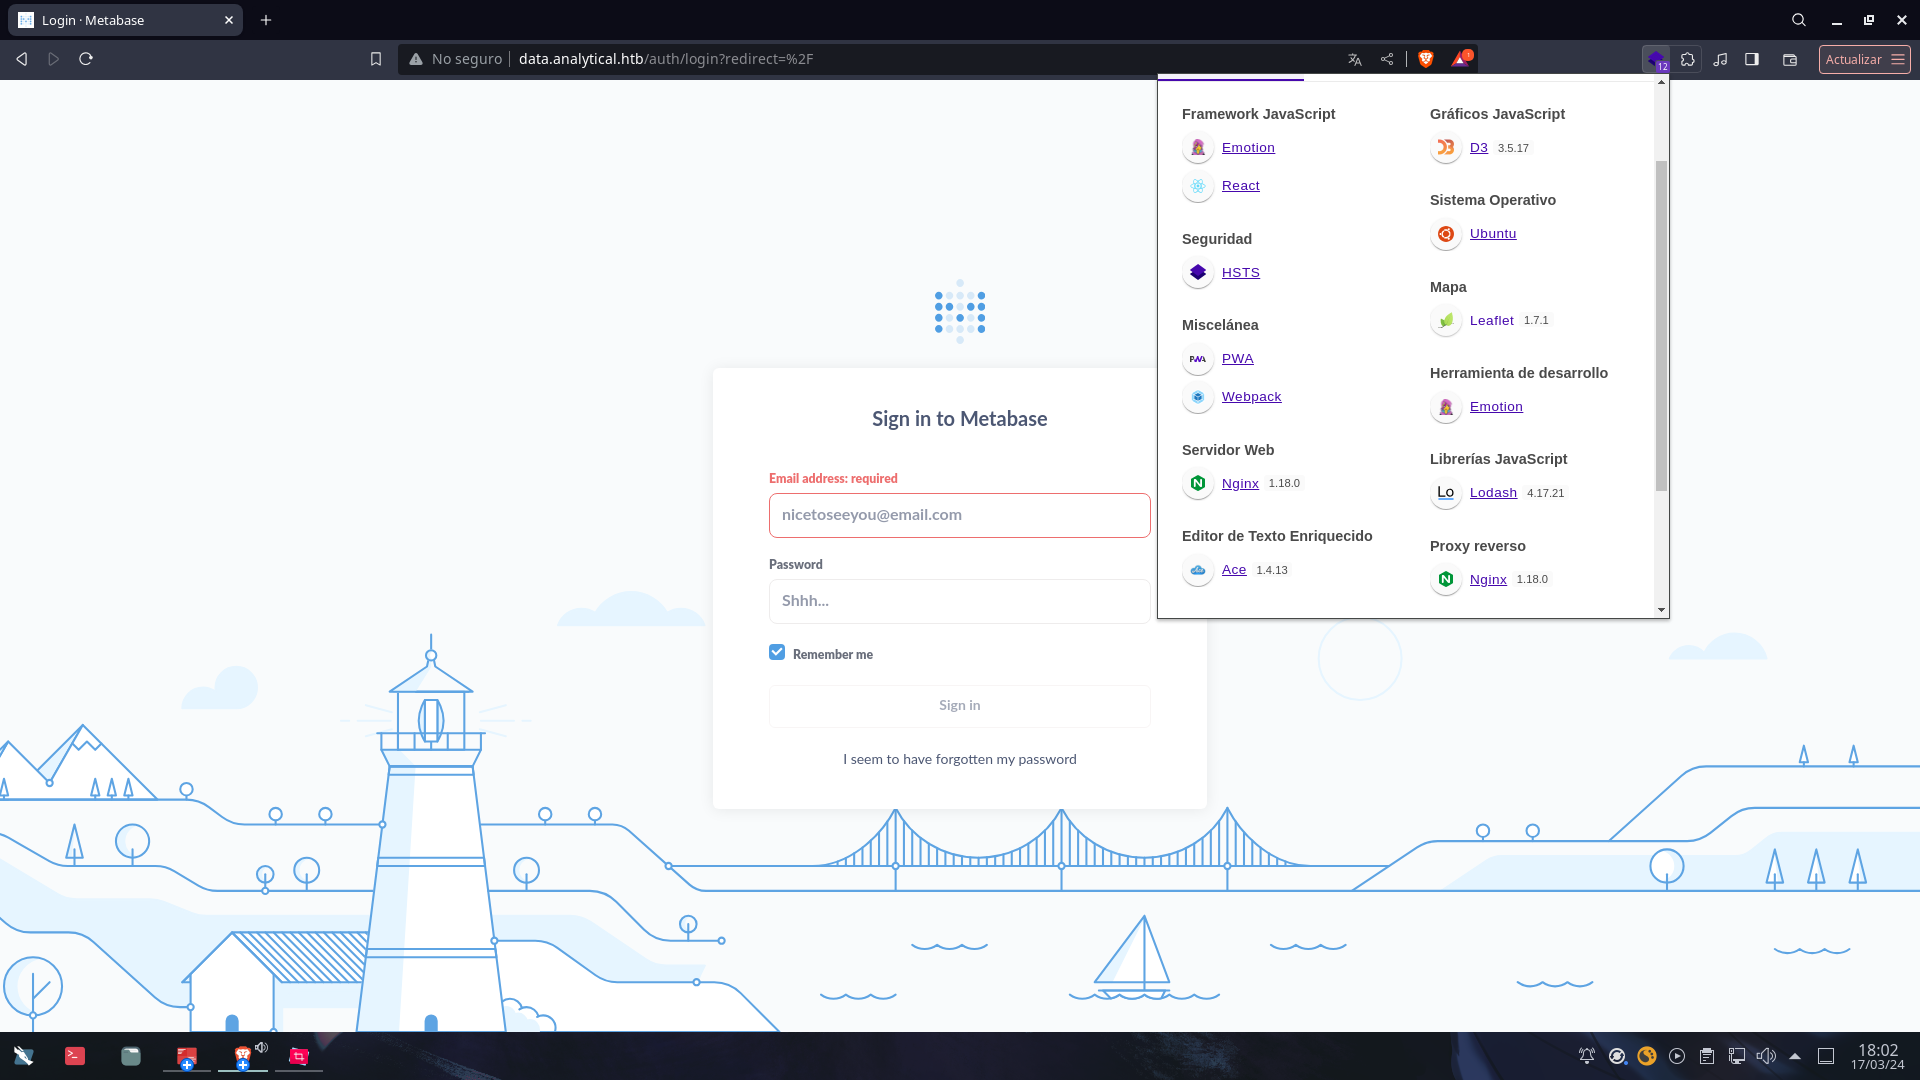 Login · Metabase
No seguro
data.analytical.htb/auth/login?redirect=%2F
1
12
Actualizar
Framework JavaScript
Emotion
React
Seguridad
HSTS
Miscelánea
PWA
PWA
Webpack
Servidor Web
Nginx 1.18.0
Editor de Texto Enriquecido
Ace 1.4.13
Gráficos JavaScript
D3 3.5.17
Sistema Operativo
Ubuntu
Mapa
Leaflet 1.7.1
Herramienta de desarrollo
Emotion
Librerías JavaScript
Lo Lodash 4.17.21
Proxy reverso
Nginx 1.18.0
Sign in to Metabase
Email address: required
nicetoseeyou@email.com
Password
Shhh...
Remember me
Sign in
I seem to have forgotten my password
18:02
17/03/24